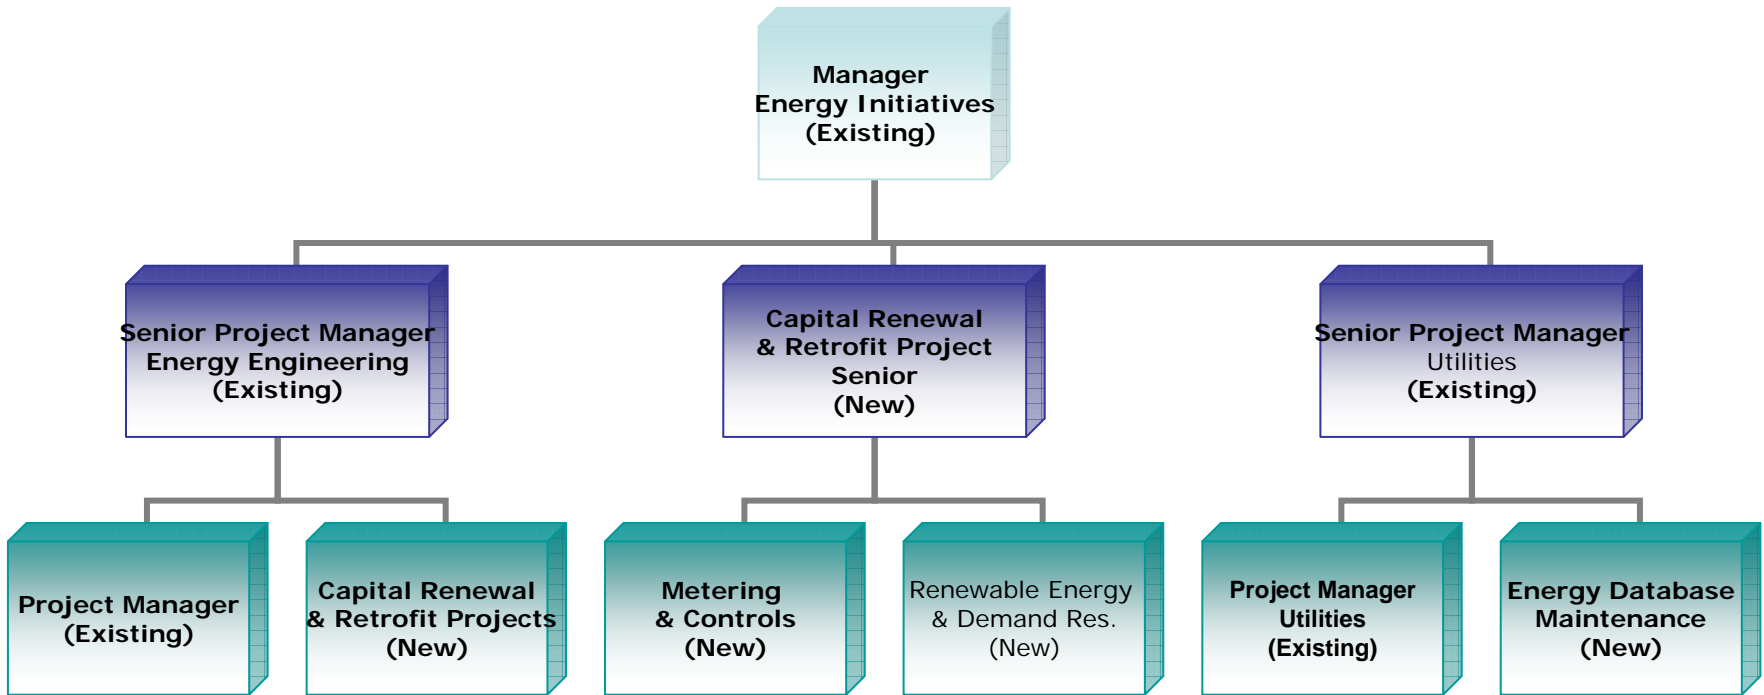 Manager
Energy Initiatives
(Existing)
Senior Project Manager
Energy Engineering
(Existing)
Capital Renewal
& Retrofit Project
Senior
(New)
Senior Project Manager
Utilities
(Existing)
Project Manager
(Existing)
Capital Renewal
& Retrofit Projects
(New)
Metering
& Controls
(New)
Renewable Energy
& Demand Res.
(New)
Project Manager
Utilities
(Existing)
Energy Database
Maintenance
(New)